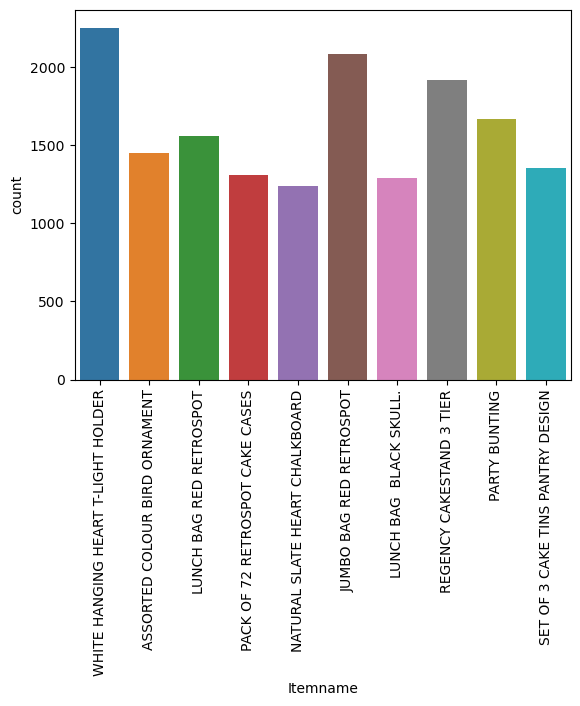 2000
1500
1000
500
0
count
WHITE HANGING HEART T-LIGHT HOLDER
ASSORTED COLOUR BIRD ORNAMENT
LUNCH BAG RED RETROSPOT
PACK OF 72 RETROSPOT CAKE CASES
NATURAL SLATE HEART CHALKBOARD
JUMBO BAG RED RETROSPOT
LUNCH BAG  BLACK SKULL.
REGENCY CAKESTAND 3 TIER
PARTY BUNTING
SET OF 3 CAKE TINS PANTRY DESIGN
Itemname